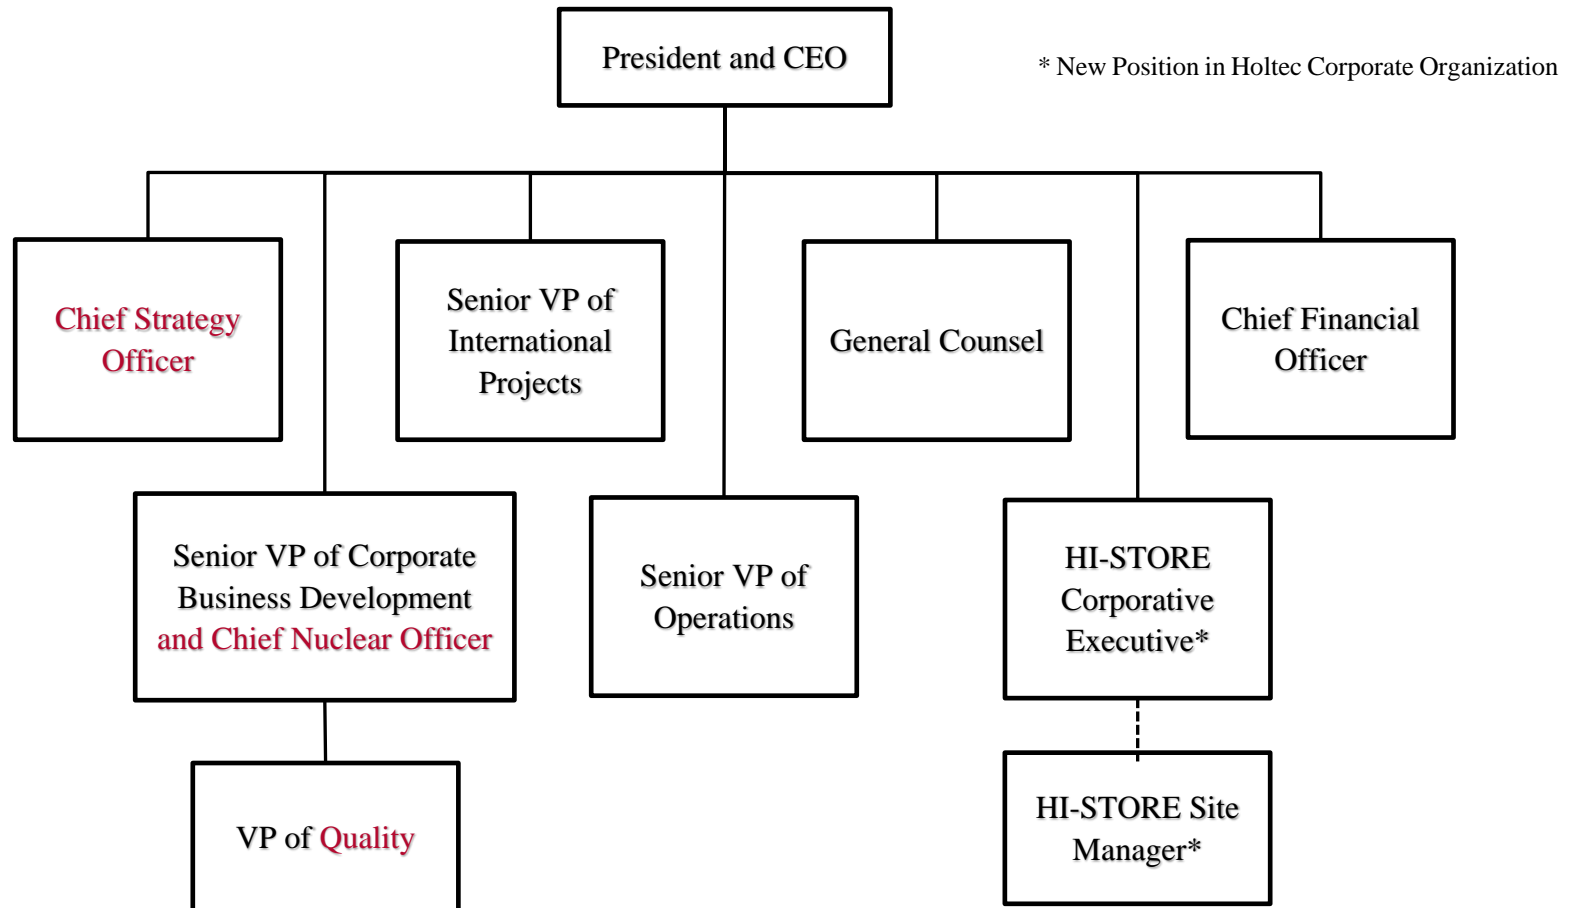 President and CEO
* New Position in Holtec Corporate Organization
Chief Strategy
Officer
Senior VP of
International
Projects
General Counsel
Chief Financial
Officer
Senior VP of Corporate
Business Development
and Chief Nuclear Officer
Senior VP of
Operations
HI-STORE
Corporative
Executive*
VP of Quality
HI-STORE Site
Manager*